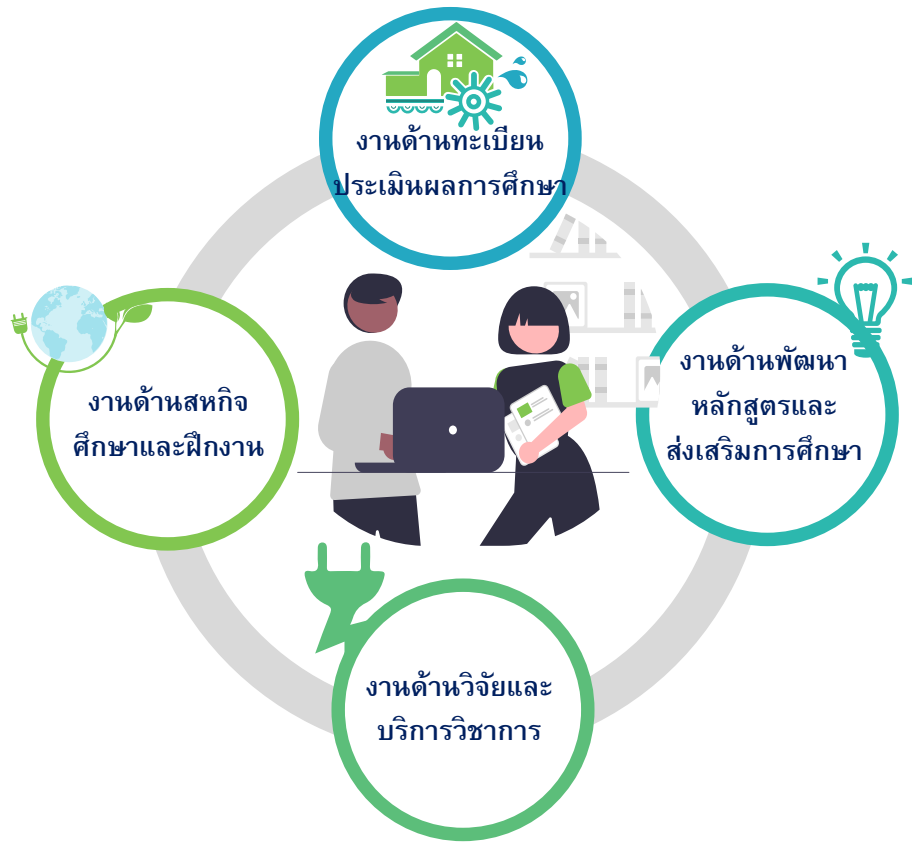 งานด้านทะเบียน
ประเมินผลการศึกษา
งานด้านสหกิจ
ศึกษาและฝึกงาน
งานด้านพัฒนา
หลักสูตรและ
ส่งเสริมการศึกษา
งานด้านวิจัยและ
บริการวิชาการ